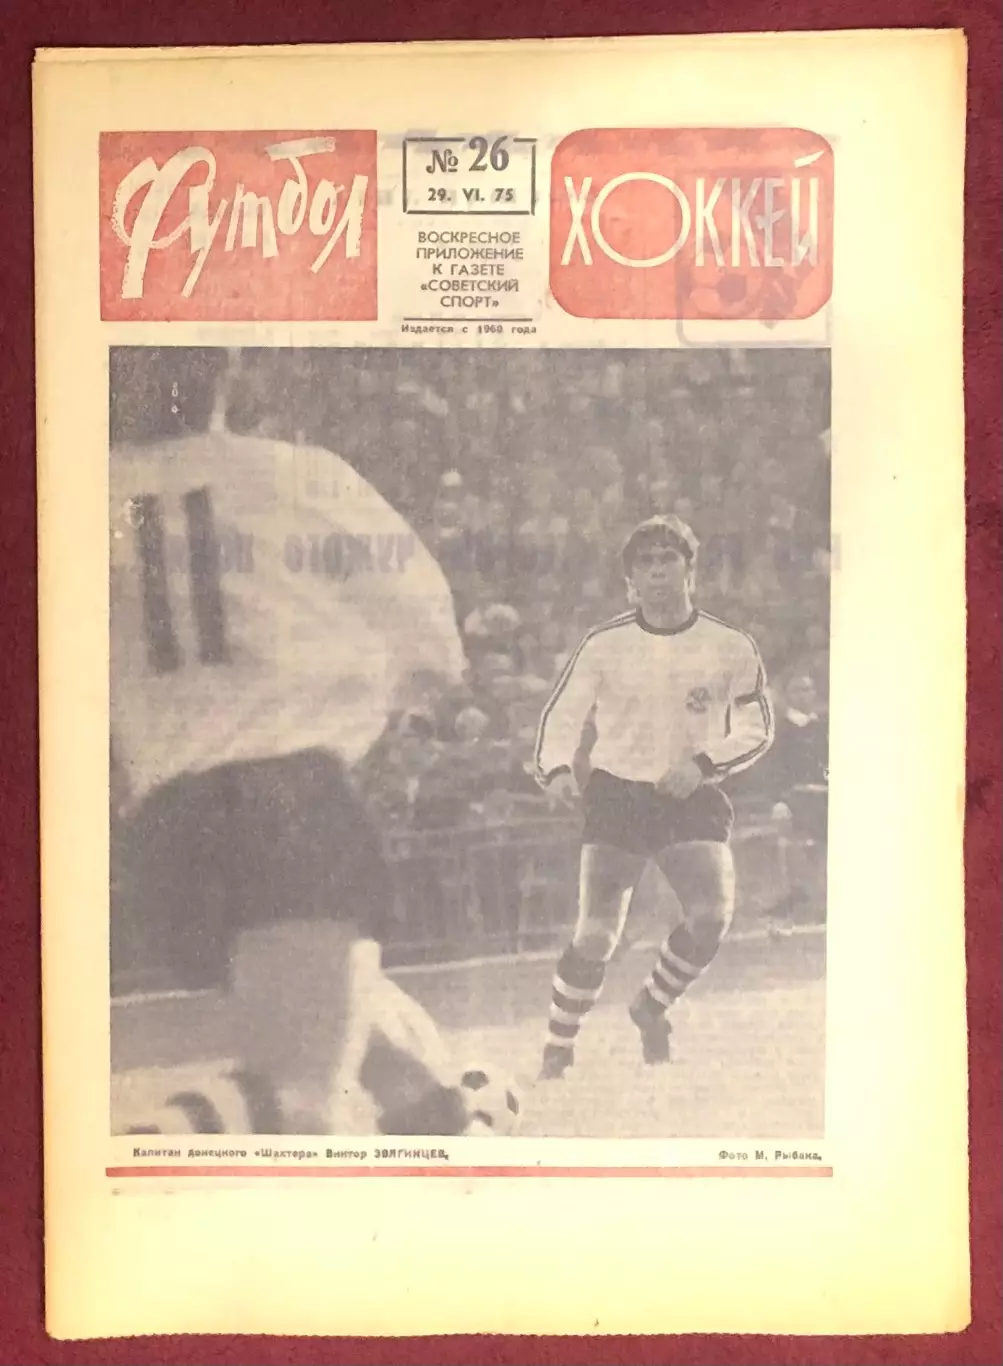 Футбол
№ 26
29. VI. 75
ВОСКРЕСНОЕ
ПРИЛОЖЕНИЕ
К ГАЗЕТЕ
«СОВЕТСКИЙ
СПОРТ»
Издается с 1960 года
ХОККЕЙ
11
Капитан донецкого «Шахтера» Виктор ЗВЯГИНЦЕВ.
Фото М. Рыбака.